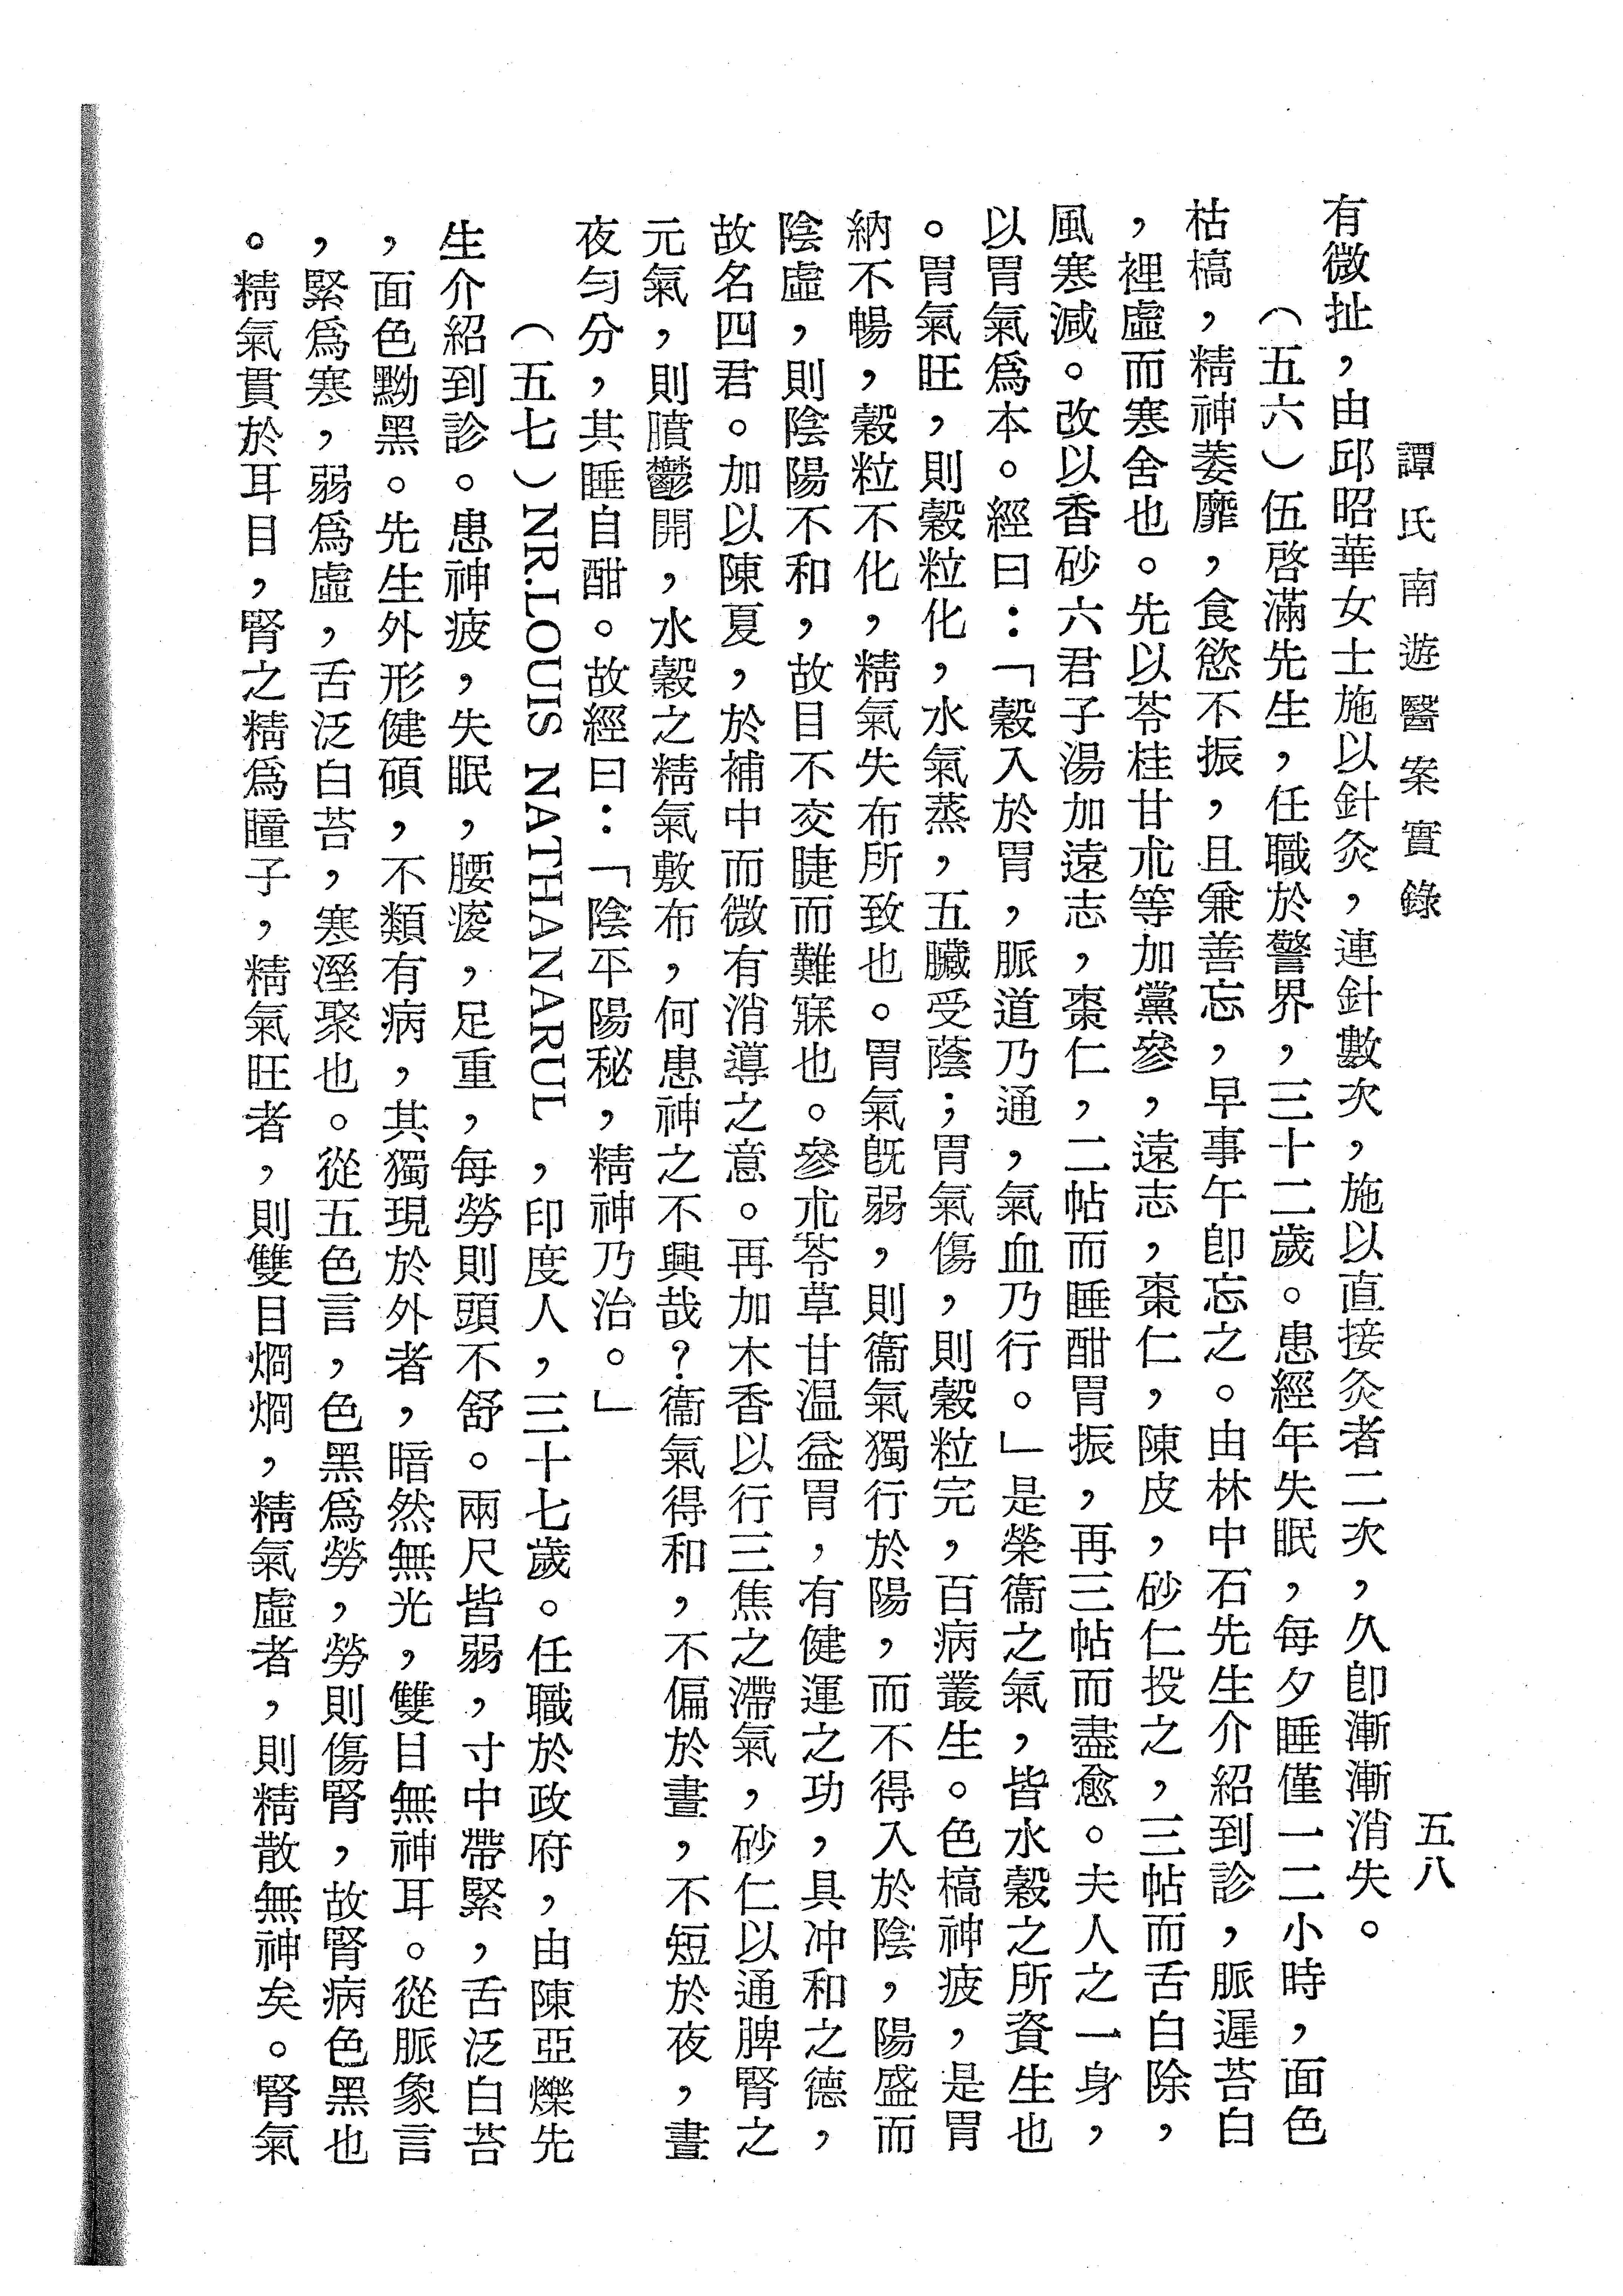 譚氏南遊醫案實錄
五八
有微扯，由邱昭華女士施以針灸，連針數次，施以直接灸者二次，久卽漸漸消失。
（五六）伍啓滿先生，任職於警界，三十二歲。患經年失眠，每夕睡僅一二小時，面色
枯槁，精神萎靡，食慾不振，且兼善忘，早事午卽忘之。由林中石先生介紹到診，脈遲苔白
，裡虛而寒舍也。先以苓桂甘朮等加黨參，遠志，棗仁，陳皮，砂仁投之，三帖而舌白除，
風寒減。改以香砂六君子湯加遠志，棗仁，二帖而睡酣胃振，再三帖而盡愈。夫人之一身，
以胃氣爲本。經曰：「穀入於胃，脈道乃通，氣血乃行。」是榮衞之氣，皆水穀之所資生也
。胃氣旺，則穀粒化，水氣蒸，五臟受蔭；胃氣傷，則穀粒完，百病叢生。色槁神疲，是胃
納不暢，穀粒不化，精氣失布所致也。胃氣旣弱，則衞氣獨行於陽，而不得入於陰，陽盛而
陰虛，則陰陽不和，故目不交睫而難寐也。參朮苓草甘温益胃，有健運之功，具冲和之德，
故名四君。加以陳夏，於補中而微有消導之意。再加木香以行三焦之滯氣，砂仁以通脾腎之
元氣，則膹鬱開，水穀之精氣敷布，何患神之不興哉？衞氣得和，不偏於晝，不短於夜，晝
夜匀分，其睡自酣。故經曰：「陰平陽秘，精神乃治。」
（五七）NR.LOUIS NATHANARUL，印度人，三十七歲。任職於政府，由陳亞爍先
生介紹到診。患神疲，失眠，腰痠，足重，每勞則頭不舒。兩尺皆弱，寸中帶緊，舌泛白苔
，面色黝黑。先生外形健碩，不類有病，其獨現於外者，暗然無光，雙目無神耳。從脈象言
，緊爲寒，弱爲虛，舌泛白苔，寒溼聚也。從五色言，色黑爲勞，勞則傷腎，故腎病色黑也
。精氣貫於耳目，腎之精爲瞳子，精氣旺者，則雙目烱烱，精氣虛者，則精散無神矣。腎氣